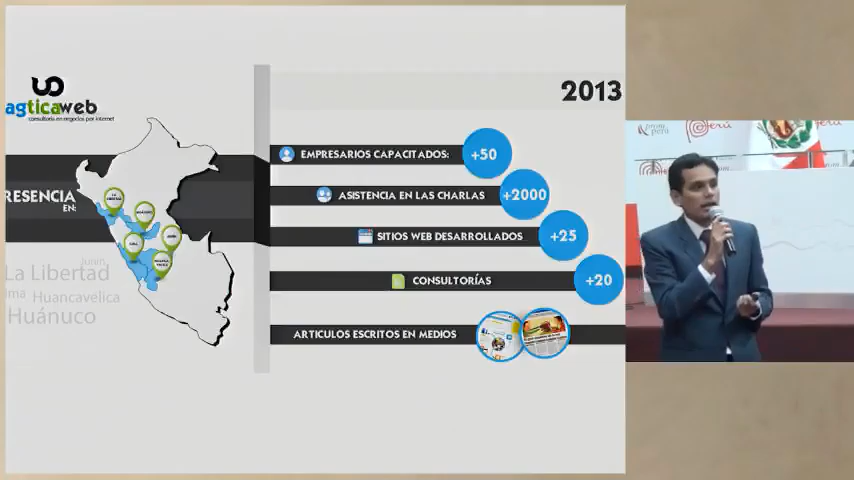 agticaweb
consultoría en negocios por internet
RESENCIA
EN:
Junín
La Libertad
ima Huancavelica
Huánuco
2013
EMPRESARIOS CAPACITADOS: +50
ASISTENCIA EN LAS CHARLAS +2000
SITIOS WEB DESARROLLADOS +25
CONSULTORÍAS +20
ARTICULOS ESCRITOS EN MEDIOS
Perú